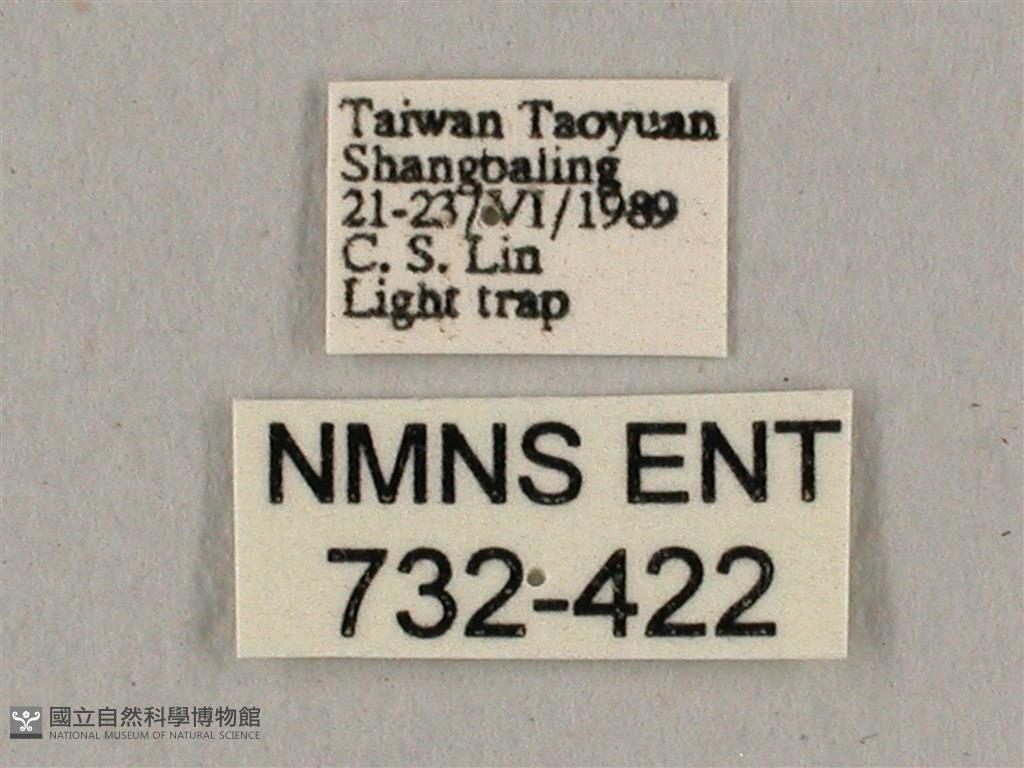 Taiwan Taoyuan
Shangbaling
21-23/VI/1989
C. S. Lin
Light trap
NMNS ENT
732-422
國立自然科學博物館
NATIONAL MUSEUM OF NATURAL SCIENCE